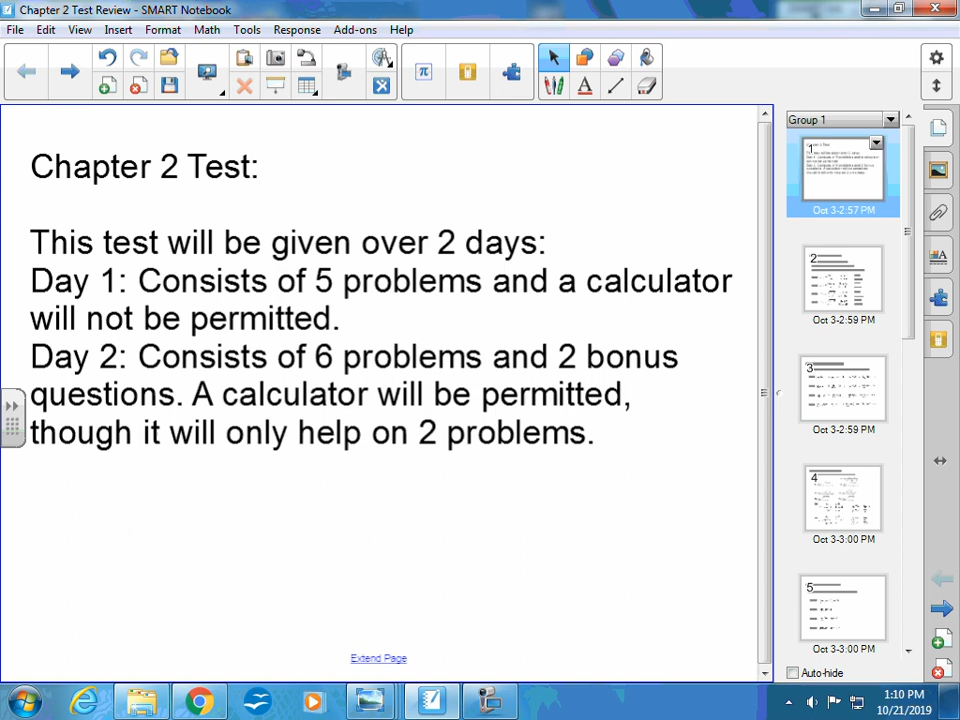 Chapter 2 Test Review - SMART Notebook
File Edit View Insert Format Math Tools Response Add-ons Help
Group 1
Chapter 2 Test:
This test will be given over 2 days:
Day 1: Consists of 5 problems and a calculator
will not be permitted.
Day 2: Consists of 6 problems and 2 bonus
questions. A calculator will be permitted,
though it will only help on 2 problems.
Extend Page
1
Oct 3-2:57 PM
2
Oct 3-2:59 PM
3
Oct 3-2:59 PM
4
Oct 3-3:00 PM
5
Oct 3-3:00 PM
Auto-hide
1:10 PM
10/21/2019